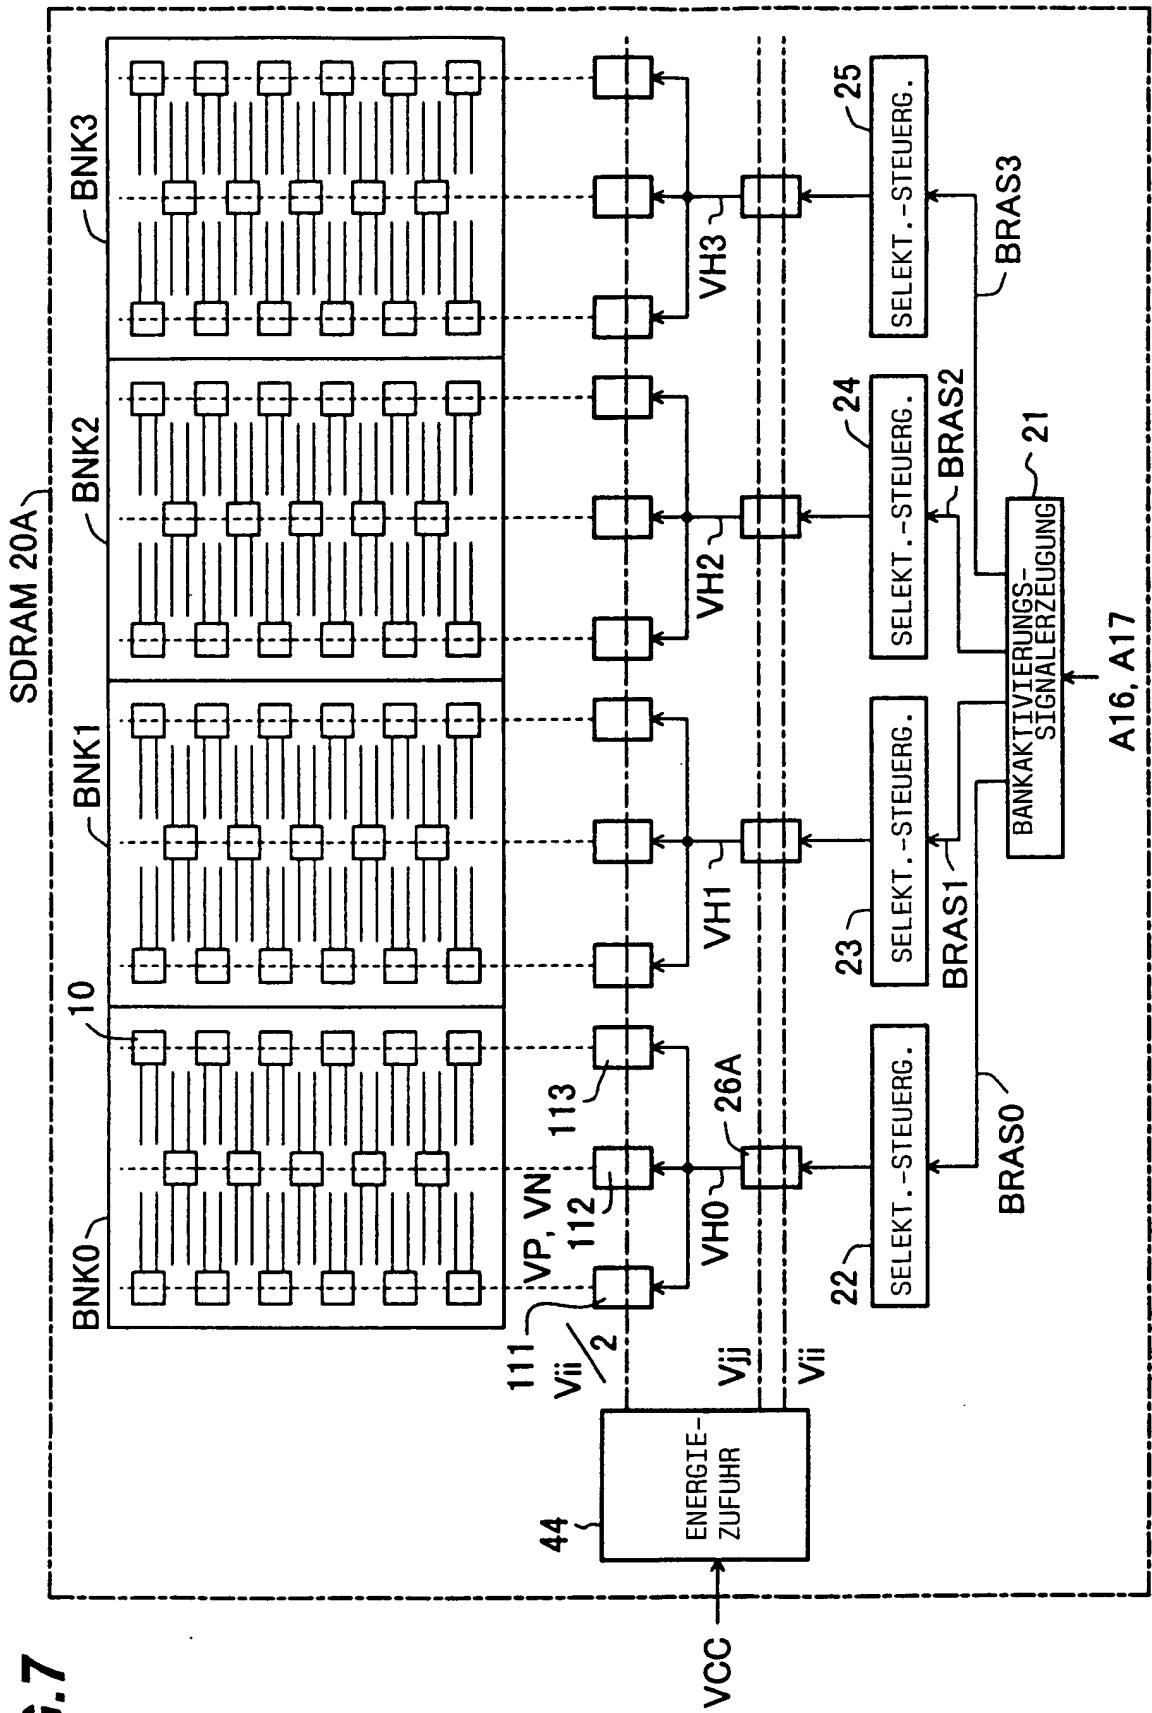 SDRAM 20A
BNK0
10
BNK1
BNK2
BNK3
111
Vii/2
VP, VN
112
113
VH0
26A
VH1
VH2
VH3
Vjj
Vii
44
ENERGIE-
ZUFUHR
VCC
22
SELEKT.-STEUERG.
23
SELEKT.-STEUERG.
24
SELEKT.-STEUERG.
25
SELEKT.-STEUERG.
BRAS0
BRAS1
BRAS2
BRAS3
21
BANKAKTIVIERUNGS-
SIGNALERZEUGUNG
A16, A17
.7